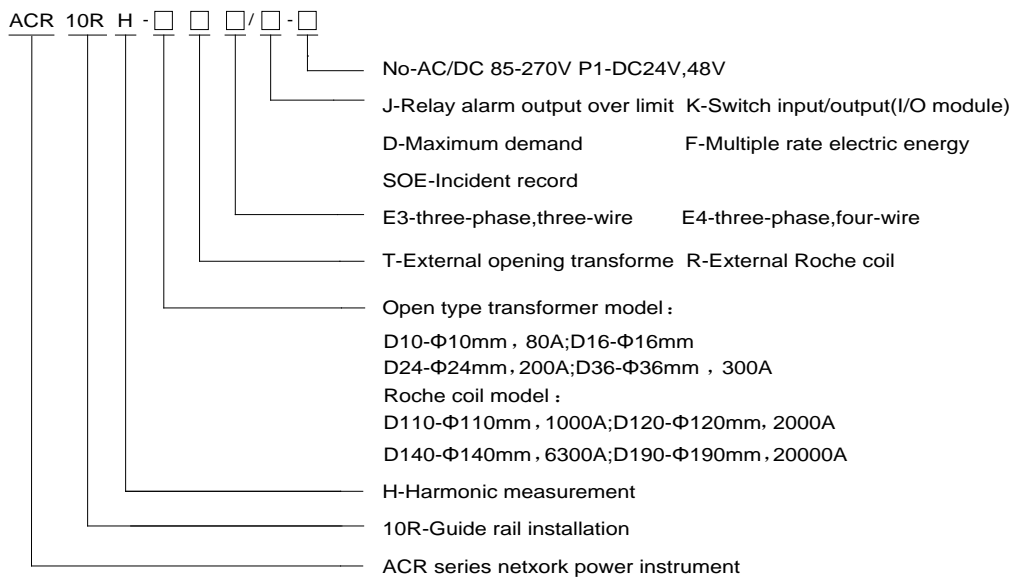 ACR 10R H - □ □ □/□ - □
No-AC/DC 85-270V P1-DC24V,48V
J-Relay alarm output over limit K-Switch input/output(I/O module)
D-Maximum demand F-Multiple rate electric energy
SOE-Incident record
E3-three-phase,three-wire E4-three-phase,four-wire
T-External opening transforme R-External Roche coil
Open type transformer model：
D10-Φ10mm，80A;D16-Φ16mm
D24-Φ24mm，200A;D36-Φ36mm，300A
Roche coil model：
D110-Φ110mm，1000A;D120-Φ120mm，2000A
D140-Φ140mm，6300A;D190-Φ190mm，20000A
H-Harmonic measurement
10R-Guide rail installation
ACR series netxork power instrument